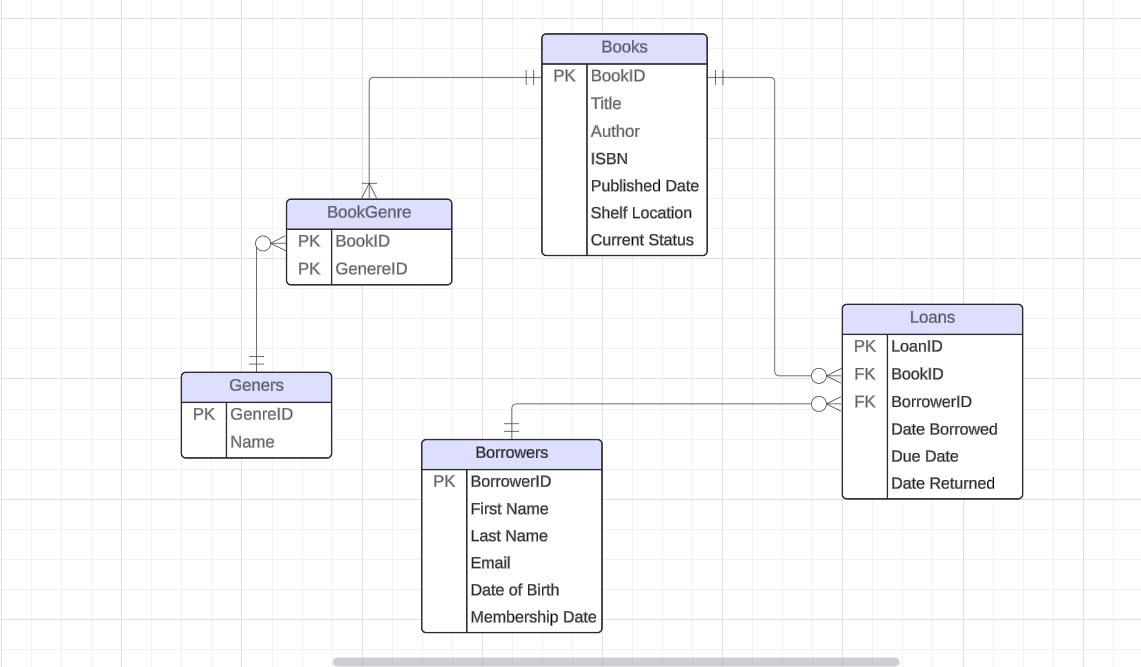 Books
PK BookID
Title
Author
ISBN
Published Date
Shelf Location
Current Status
BookGenre
PK BookID
PK GenereID
Geners
PK GenreID
Name
Borrowers
PK BorrowerID
First Name
Last Name
Email
Date of Birth
Membership Date
Loans
PK LoanID
FK BookID
FK BorrowerID
Date Borrowed
Due Date
Date Returned